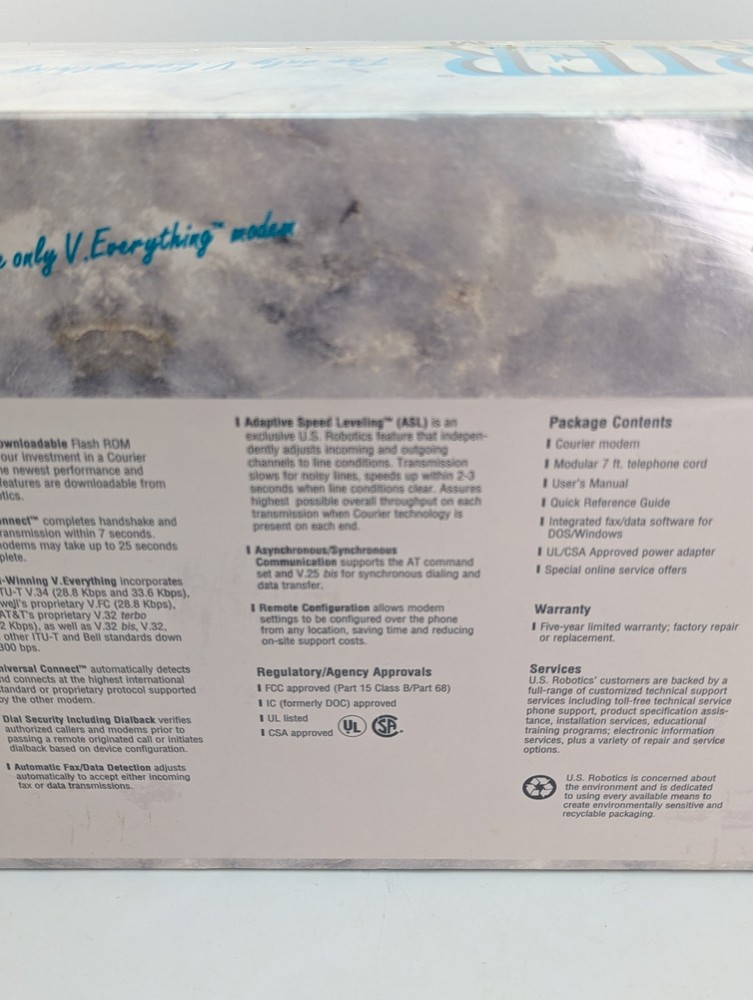 The only V.Everything
RIER
only V.Everything™ modem
ownloadable Flash ROM
our investment in a Courier
newest performance and
features are downloadable from
nnect™ completes handshake and
ransmission within 7 seconds.
odems may take up to 25 seconds
plete.
-Winning V.Everything incorporates
TU-T V.34 (28.8 Kbps and 33.6 Kbps),
well's proprietary V.FC (28.8 Kbps),
AT&T's proprietary V.32 terbo
2 Kbps), as well as V.32 bis, V.32,
other ITU-T and Bell standards down
300 bps.
iversal Connect™ automatically detects
nd connects at the highest international
tandard or proprietary protocol supported
by the other modem.
Dial Security Including Dialback verifies
authorized callers and modems prior to
passing a remote originated call or initiates
dialback based on device configuration.
Automatic Fax/Data Detection adjusts
automatically to accept either incoming
fax or data transmissions.
Adaptive Speed Leveling™ (ASL) is an
exclusive U.S. Robotics feature that indepen-
dently adjusts incoming and outgoing
channels to line conditions. Transmission
slows for noisy lines, speeds up within 2-3
seconds when line conditions clear. Assures
highest possible overall throughput on each
transmission when Courier technology is
present on each end.
Asynchronous/Synchronous
Communication supports the AT command
set and V.25 bis for synchronous dialing and
data transfer.
Remote Configuration allows modem
settings to be configured over the phone
from any location, saving time and reducing
on-site support costs.
Regulatory/Agency Approvals
FCC approved (Part 15 Class B/Part 68)
IC (formerly DOC) approved
UL listed
CSA approved
UL
SA
Package Contents
Courier modem
Modular 7 ft. telephone cord
User's Manual
Quick Reference Guide
Integrated fax/data software for
DOS/Windows
UL/CSA Approved power adapter
Special online service offers
Warranty
Five-year limited warranty; factory repair
or replacement.
Services
U.S. Robotics' customers are backed by a
full-range of customized technical support
services including toll-free technical service
phone support, product specification assis-
tance, installation services, educational
training programs; electronic information
services, plus a variety of repair and service
options.
U.S. Robotics is concerned about
the environment and is dedicated
to using every available means to
create environmentally sensitive and
recyclable packaging.